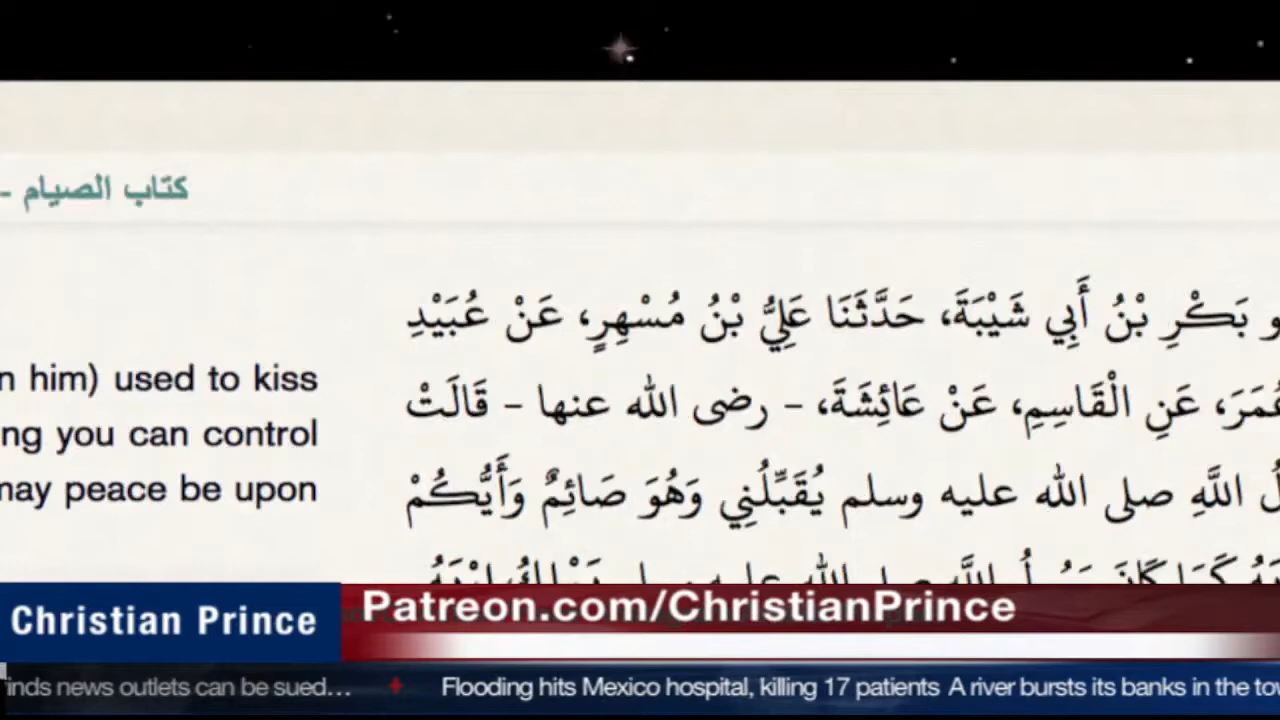 كتاب الصيام -
و بَكْرِ بْنُ أَبِي شَيْبَةَ، حَدَّثَنَا عَلِيُّ بْنُ مُسْهِرٍ، عَنْ عُبَيْدِ
عُمَرَ، عَنِ الْقَاسِمِ، عَنْ عَائِشَةَ، - رضى الله عنها - قَالَتْ
لُ اللَّهِ صلى الله عليه وسلم يُقَبِّلُنِي وَهُوَ صَائِمٌ وَأَيُّكُمْ
n him) used to kiss
ng you can control
may peace be upon
Christian Prince
Patreon.com/ChristianPrince
inds news outlets can be sued... Flooding hits Mexico hospital, killing 17 patients A river bursts its banks in the tow